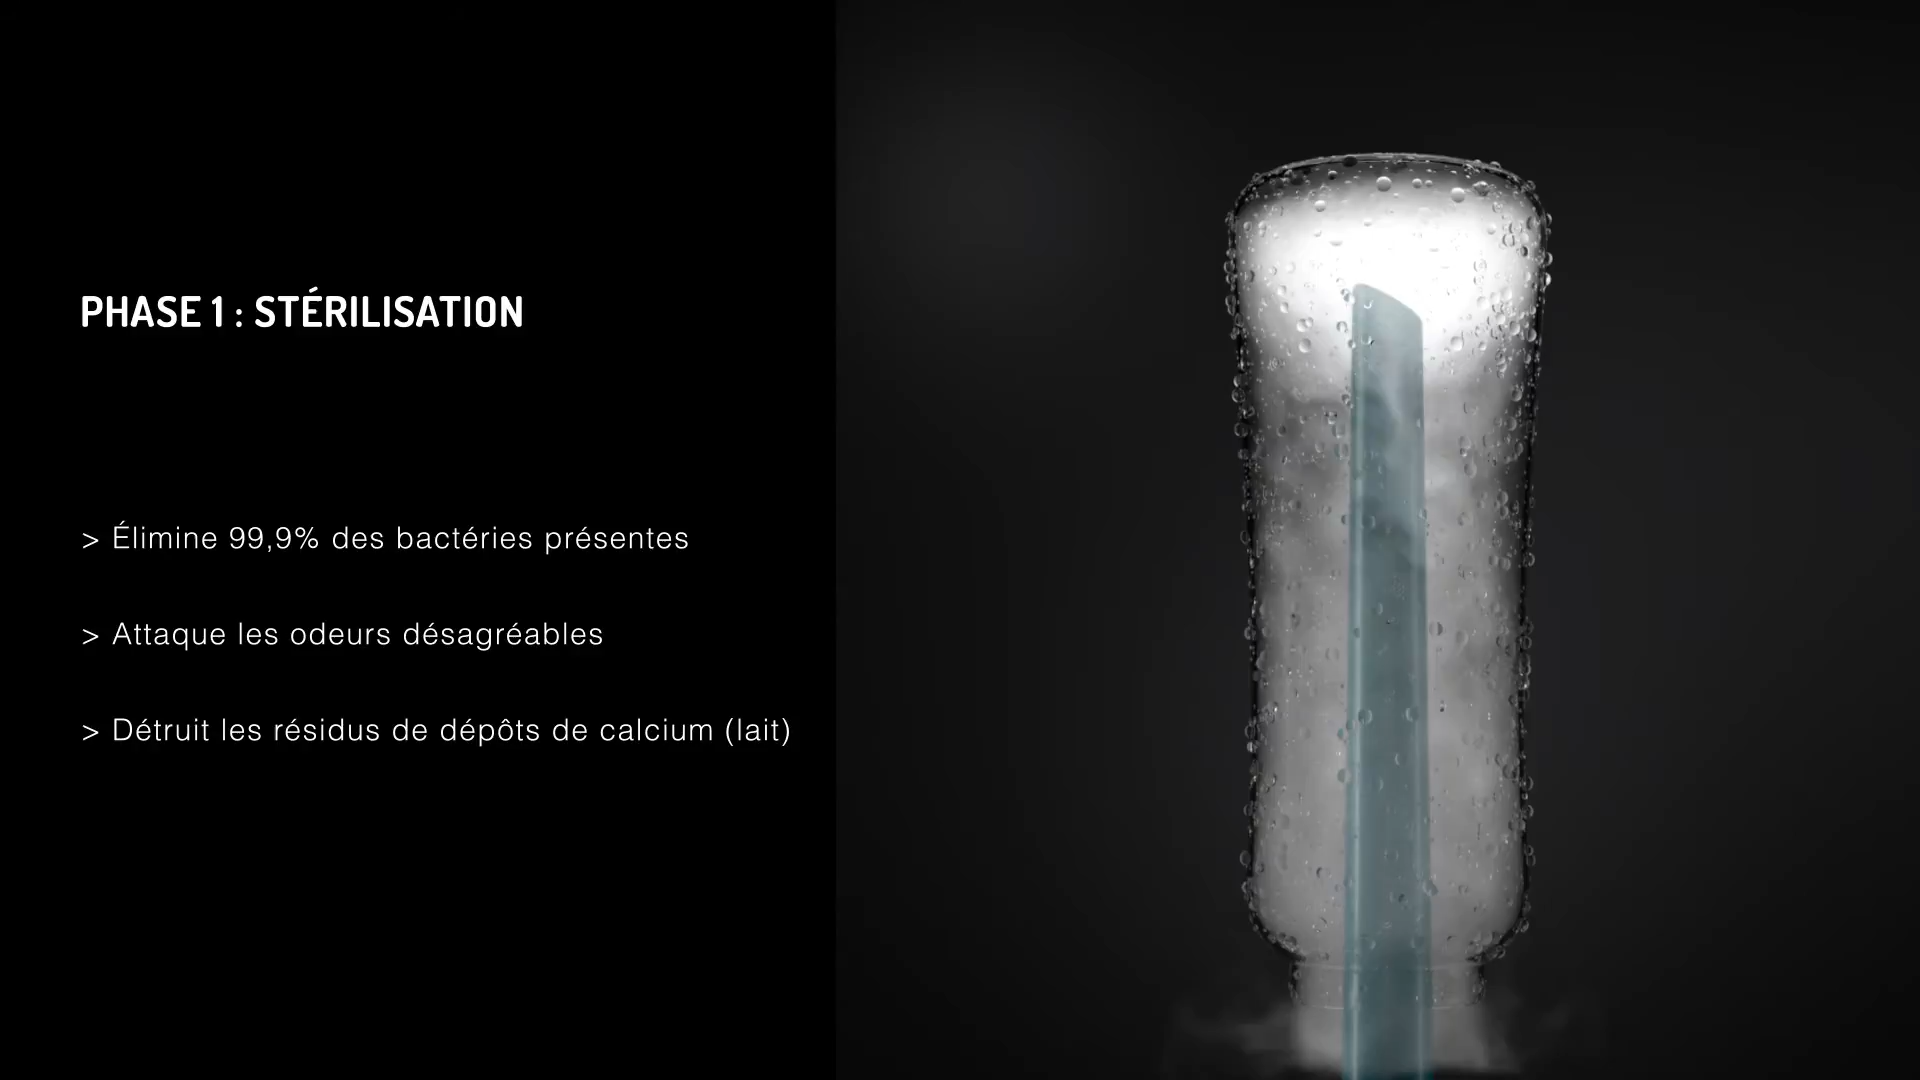 PHASE 1 : STÉRILISATION
> Élimine 99,9% des bactéries présentes
> Attaque les odeurs désagréables
> Détruit les résidus de dépôts de calcium (lait)